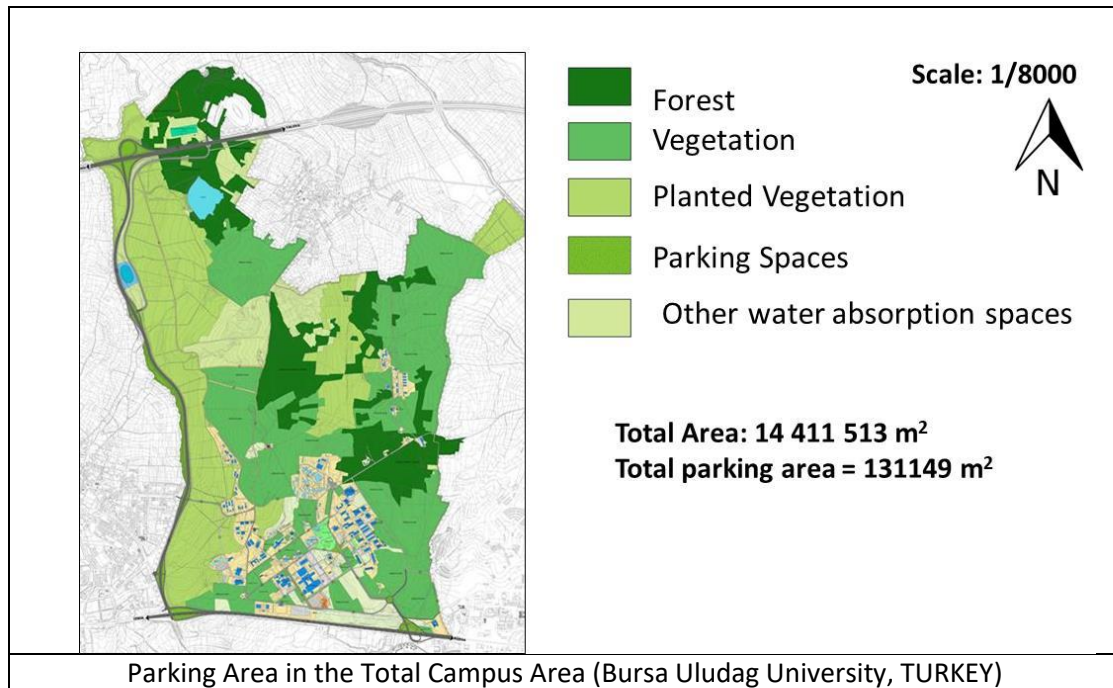 Scale: 1/8000
N
Forest
Vegetation
Planted Vegetation
Parking Spaces
Other water absorption spaces
Total Area: 14 411 513 m²
Total parking area = 131149 m²
Parking Area in the Total Campus Area (Bursa Uludag University, TURKEY)